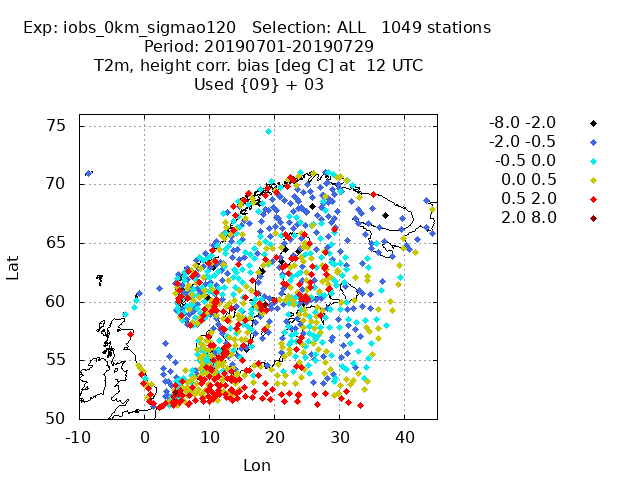 Exp: iobs_0km_sigmao120   Selection: ALL   1049 stations
Period: 20190701-20190729
T2m, height corr. bias [deg C] at  12 UTC
Used {09} + 03
-8.0 -2.0
-2.0 -0.5
-0.5 0.0
0.0 0.5
0.5 2.0
2.0 8.0
75
70
65
60
55
50
Lat
-10 0 10 20 30 40
Lon